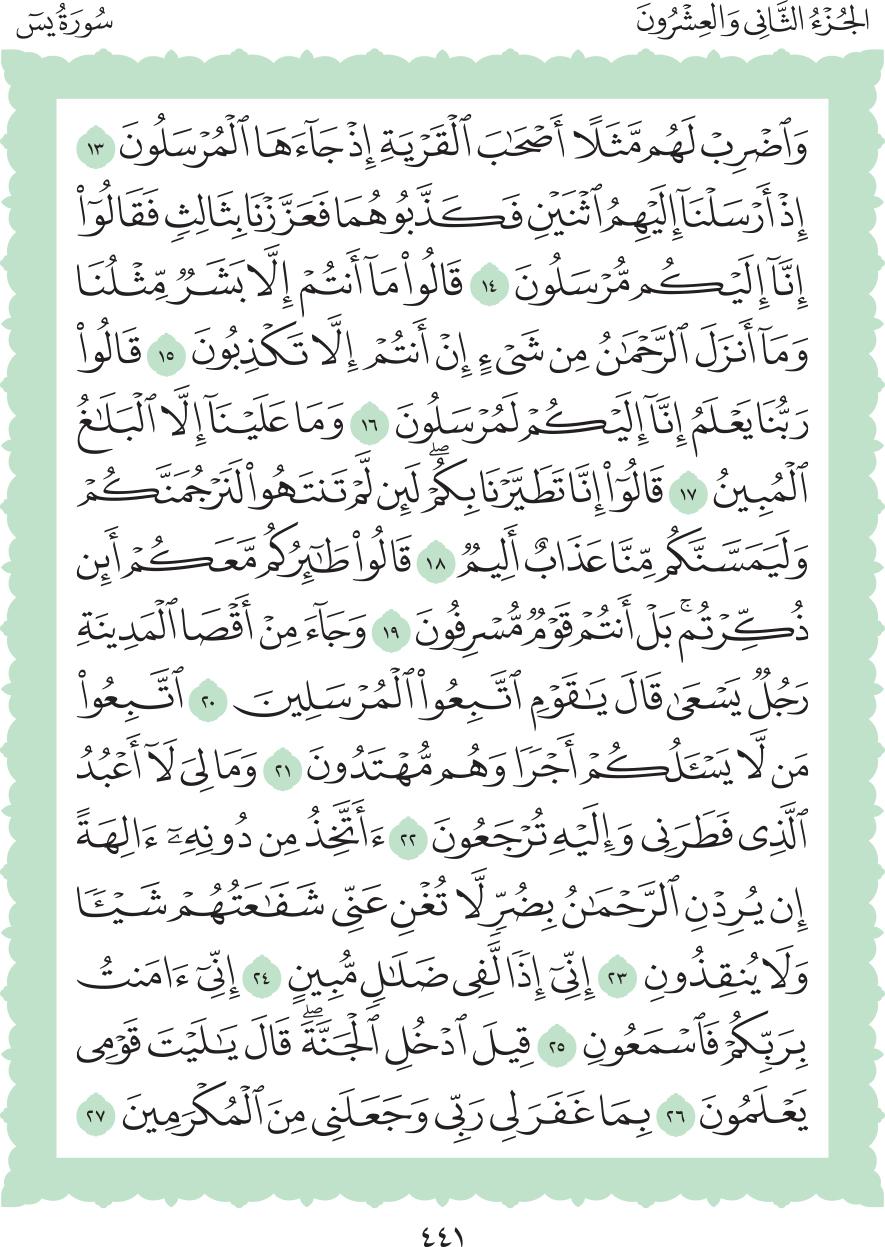 الجُزْءُ الثَّانِي وَالْعِشْرُونَ
سُورَةُ يسٓ
وَٱضْرِبْ لَهُم مَّثَلًا أَصْحَٰبَ ٱلْقَرْيَةِ إِذْ جَآءَهَا ٱلْمُرْسَلُونَ ١٣
إِذْ أَرْسَلْنَآ إِلَيْهِمُ ٱثْنَيْنِ فَكَذَّبُوهُمَا فَعَزَّزْنَا بِثَالِثٍ فَقَالُوٓا۟
إِنَّآ إِلَيْكُم مُّرْسَلُونَ ١٤ قَالُوا۟ مَآ أَنتُمْ إِلَّا بَشَرٌ مِّثْلُنَا
وَمَآ أَنزَلَ ٱلرَّحْمَٰنُ مِن شَىْءٍ إِنْ أَنتُمْ إِلَّا تَكْذِبُونَ ١٥ قَالُوا۟
رَبُّنَا يَعْلَمُ إِنَّآ إِلَيْكُمْ لَمُرْسَلُونَ ١٦ وَمَا عَلَيْنَآ إِلَّا ٱلْبَلَٰغُ
ٱلْمُبِينُ ١٧ قَالُوٓا۟ إِنَّا تَطَيَّرْنَا بِكُمْ ۖ لَئِن لَّمْ تَنتَهُوا۟ لَنَرْجُمَنَّكُمْ
وَلَيَمَسَّنَّكُم مِّنَّا عَذَابٌ أَلِيمٌ ١٨ قَالُوا۟ طَٰٓئِرُكُم مَّعَكُمْ أَئِن
ذُكِّرْتُم ۚ بَلْ أَنتُمْ قَوْمٌ مُّسْرِفُونَ ١٩ وَجَآءَ مِنْ أَقْصَا ٱلْمَدِينَةِ
رَجُلٌ يَسْعَىٰ قَالَ يَٰقَوْمِ ٱتَّبِعُوا۟ ٱلْمُرْسَلِينَ ٢٠ ٱتَّبِعُوا۟
مَن لَّا يَسْـَٔلُكُمْ أَجْرًا وَهُم مُّهْتَدُونَ ٢١ وَمَا لِىَ لَآ أَعْبُدُ
ٱلَّذِى فَطَرَنِى وَإِلَيْهِ تُرْجَعُونَ ٢٢ ءَأَتَّخِذُ مِن دُونِهِۦٓ ءَالِهَةً
إِن يُرِدْنِ ٱلرَّحْمَٰنُ بِضُرٍّ لَّا تُغْنِ عَنِّى شَفَٰعَتُهُمْ شَيْـًٔا
وَلَا يُنقِذُونِ ٢٣ إِنِّىٓ إِذًا لَّفِى ضَلَٰلٍ مُّبِينٍ ٢٤ إِنِّىٓ ءَامَنتُ
بِرَبِّكُمْ فَٱسْمَعُونِ ٢٥ قِيلَ ٱدْخُلِ ٱلْجَنَّةَ ۖ قَالَ يَٰلَيْتَ قَوْمِى
يَعْلَمُونَ ٢٦ بِمَا غَفَرَ لِى رَبِّى وَجَعَلَنِى مِنَ ٱلْمُكْرَمِينَ ٢٧
٤٤١